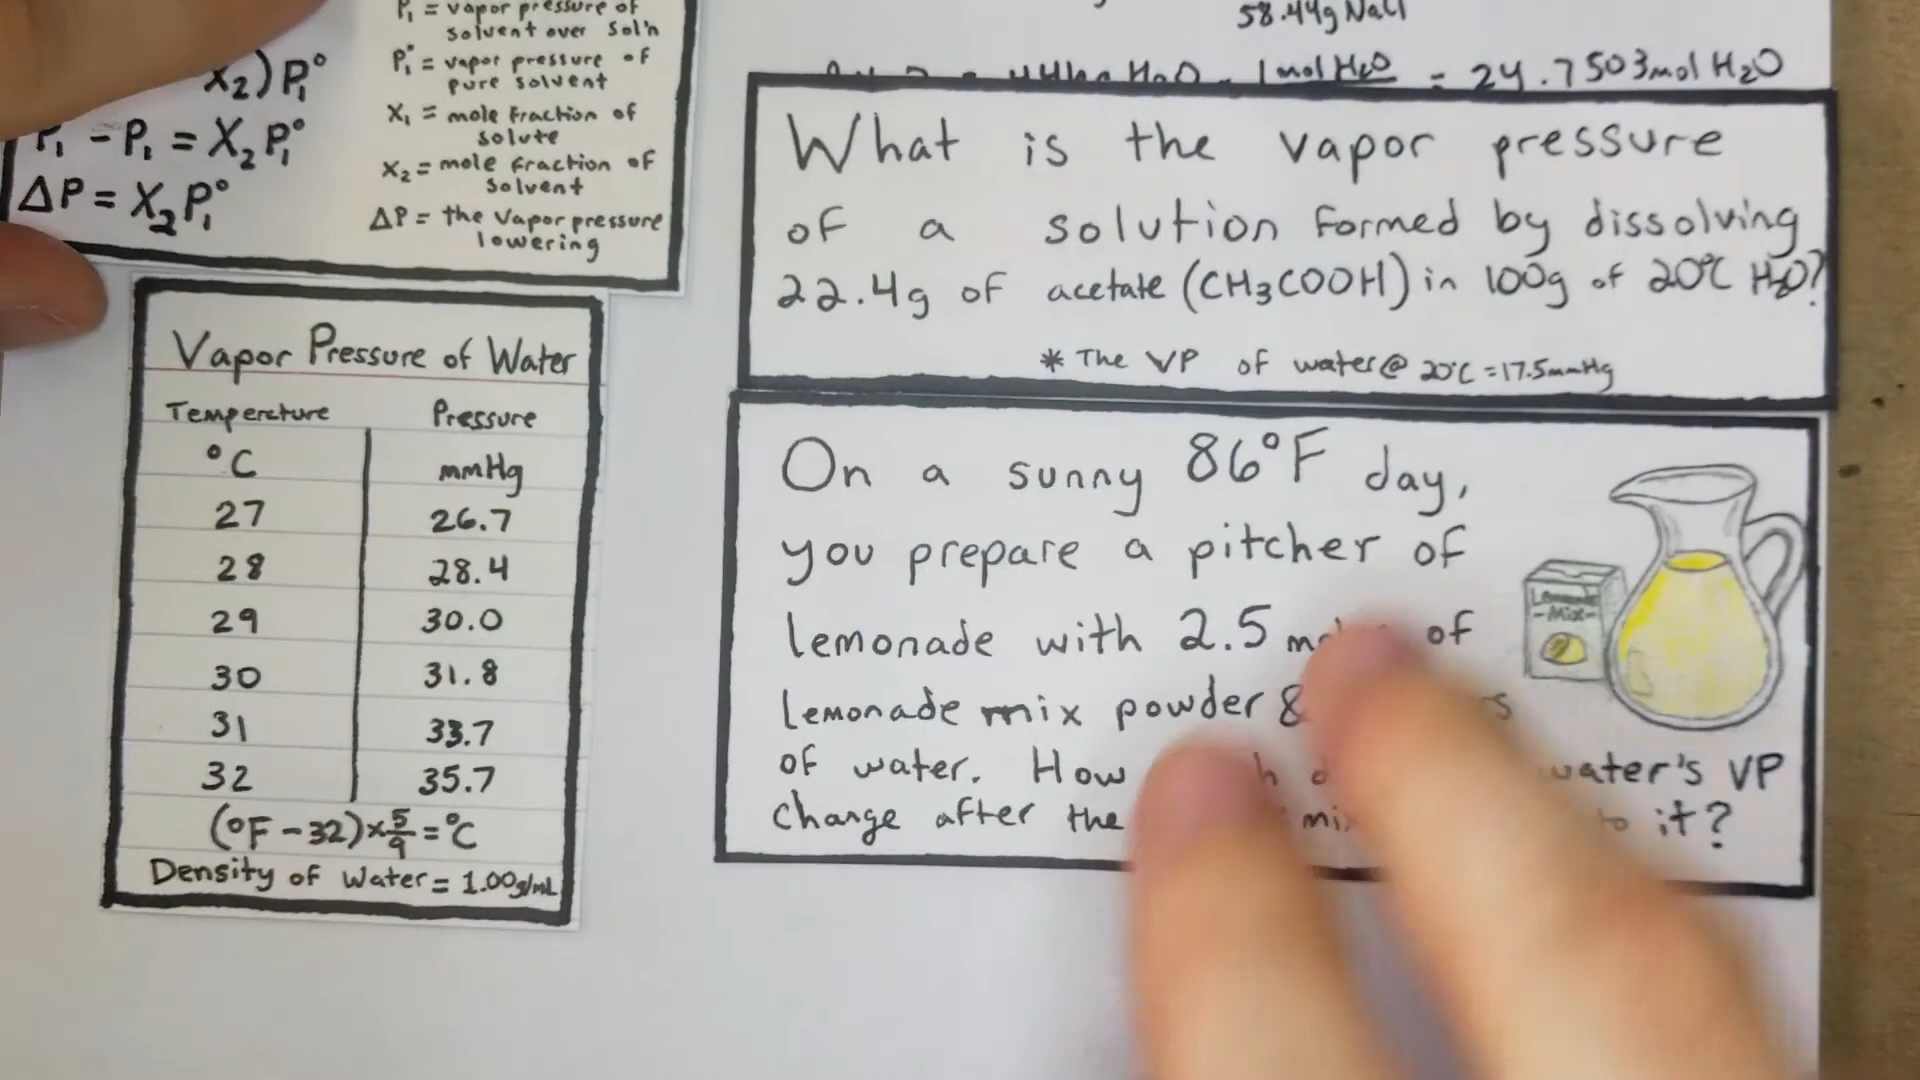 P₁ = vapor pressure of
solvent over sol'n
P₁° = vapor pressure of
pure solvent
X₁ = mole fraction of
solute
X₂ = mole fraction of
solvent
ΔP = the vapor pressure
lowering
X₂)P₁°
P₁ - P₁ = X₂P₁°
ΔP = X₂P₁°
58.44g NaCl
1mol H₂O = 24.7503mol H₂O
What is the vapor pressure
of a solution formed by dissolving
22.4g of acetate (CH₃COOH) in 100g of 20°C H₂O?
* The VP of water@ 20°C = 17.5mmHg
Vapor Pressure of Water
Temperature Pressure
°C mmHg
27 26.7
28 28.4
29 30.0
30 31.8
31 33.7
32 35.7
(°F - 32)×5/9 = °C
Density of water = 1.00g/mL
On a sunny 86°F day,
you prepare a pitcher of
lemonade with 2.5 of
lemonade mix powder &
of water. How water's VP
change after the it?
Lemonade
-Mix-